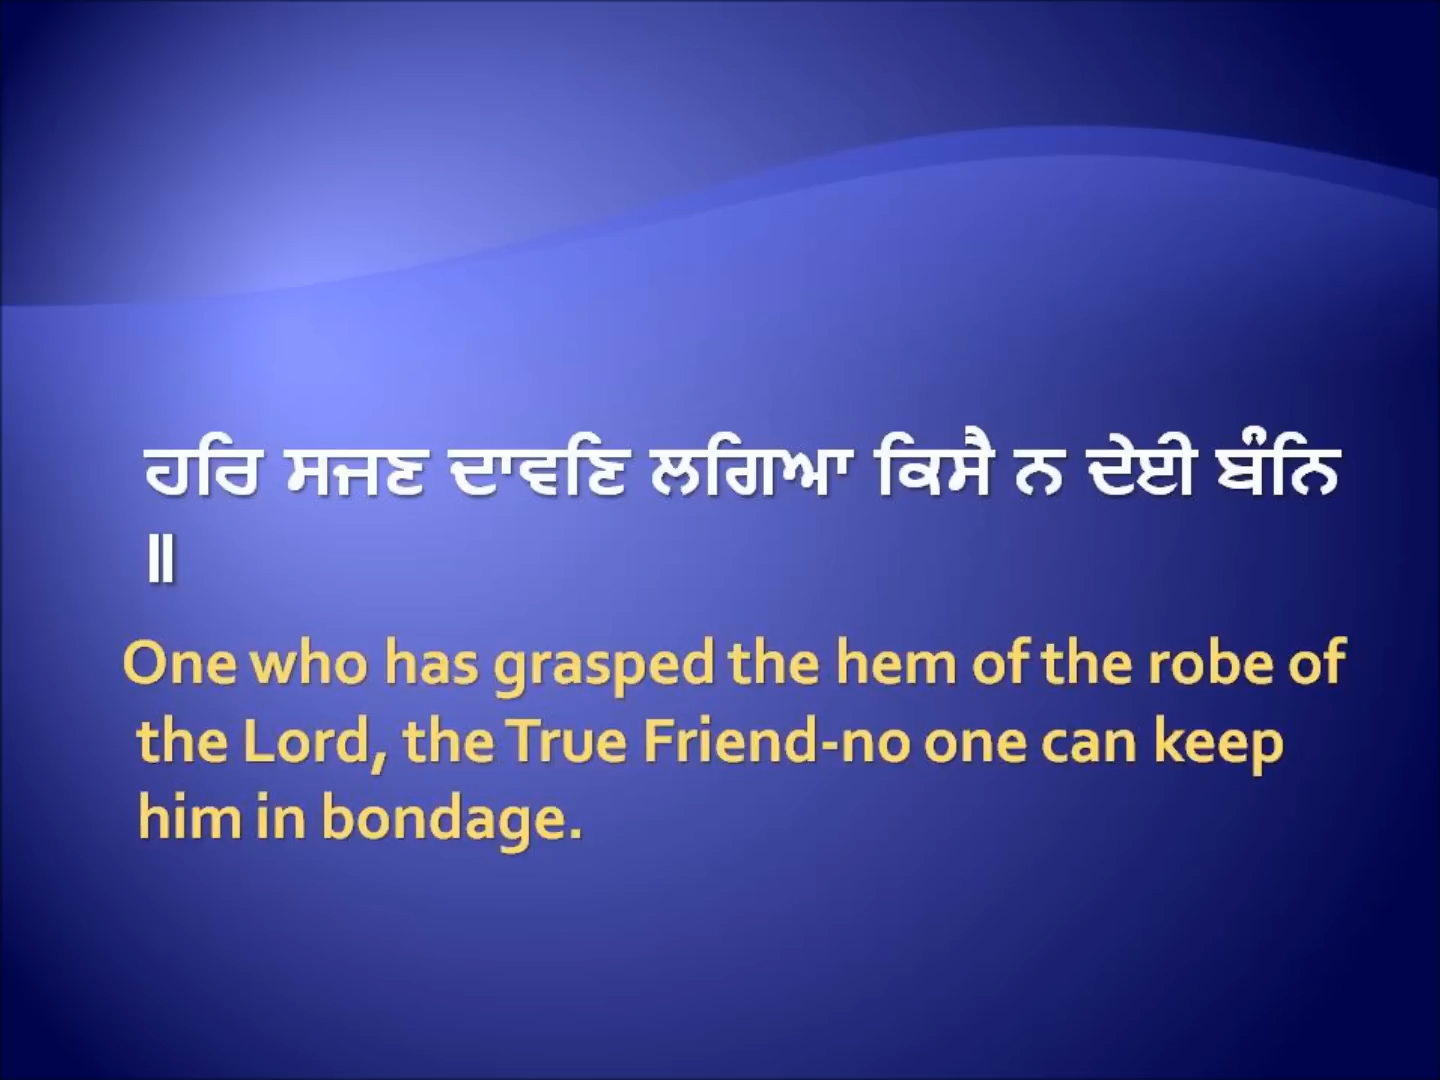 ਹਰਿ ਸਜਣ ਦਾਵਣਿ ਲਗਿਆ ਕਿਸੈ ਨ ਦੇਈ ਬੰਨਿ
॥
One who has grasped the hem of the robe of
the Lord, the True Friend-no one can keep
him in bondage.